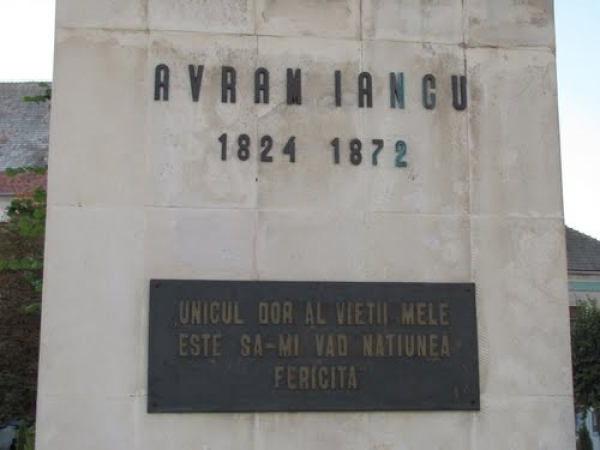 AVRAM IANCU
1824 1872
"UNICUL DOR AL VIETII MELE
ESTE SA-MI VAD NATIUNEA
FERICITA"